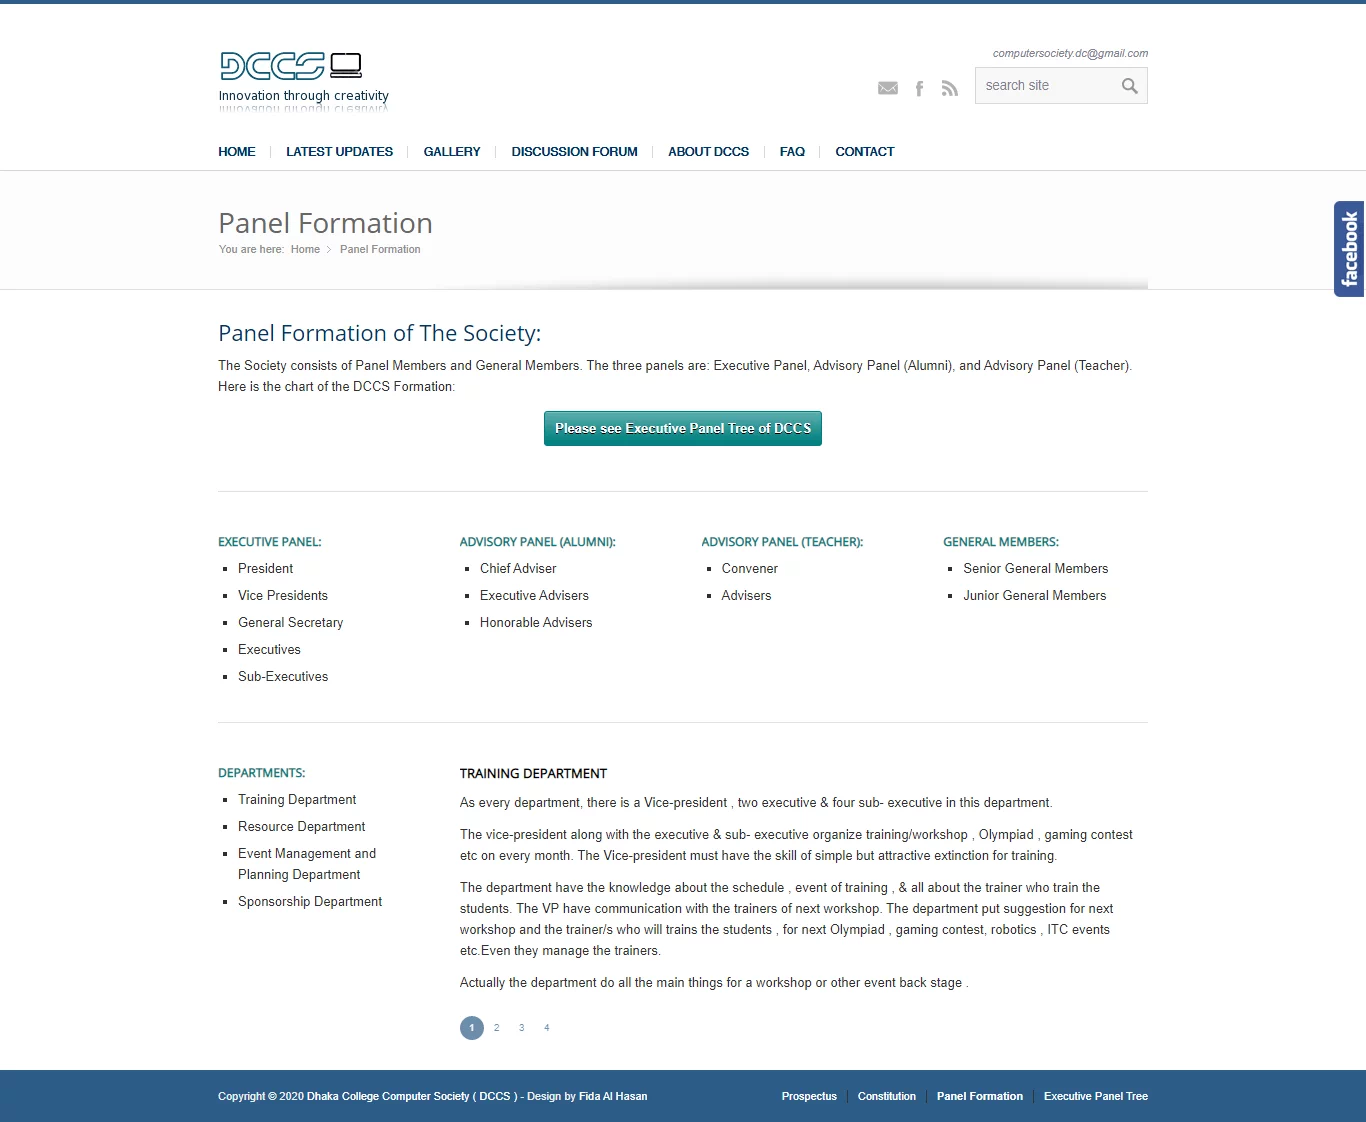 computersociety.dc@gmail.com
DCCS
Innovation through creativity
search site
HOME LATEST UPDATES GALLERY DISCUSSION FORUM ABOUT DCCS FAQ CONTACT
Panel Formation
You are here: Home Panel Formation
facebook
Panel Formation of The Society:
The Society consists of Panel Members and General Members. The three panels are: Executive Panel, Advisory Panel (Alumni), and Advisory Panel (Teacher).
Here is the chart of the DCCS Formation:
Please see Executive Panel Tree of DCCS
EXECUTIVE PANEL:
President
Vice Presidents
General Secretary
Executives
Sub-Executives
ADVISORY PANEL (ALUMNI):
Chief Adviser
Executive Advisers
Honorable Advisers
ADVISORY PANEL (TEACHER):
Convener
Advisers
GENERAL MEMBERS:
Senior General Members
Junior General Members
DEPARTMENTS:
Training Department
Resource Department
Event Management and
Planning Department
Sponsorship Department
TRAINING DEPARTMENT
As every department, there is a Vice-president , two executive & four sub- executive in this department.
The vice-president along with the executive & sub- executive organize training/workshop , Olympiad , gaming contest
etc on every month. The Vice-president must have the skill of simple but attractive extinction for training.
The department have the knowledge about the schedule , event of training , & all about the trainer who train the
students. The VP have communication with the trainers of next workshop. The department put suggestion for next
workshop and the trainer/s who will trains the students , for next Olympiad , gaming contest, robotics , ITC events
etc.Even they manage the trainers.
Actually the department do all the main things for a workshop or other event back stage .
1 2 3 4
Copyright © 2020 Dhaka College Computer Society ( DCCS ) - Design by Fida Al Hasan
Prospectus Constitution Panel Formation Executive Panel Tree